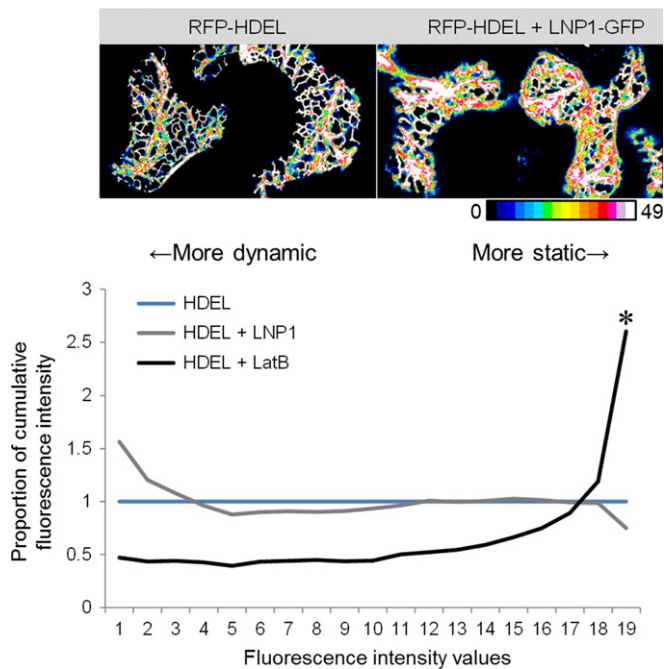 RFP-HDEL
RFP-HDEL + LNP1-GFP
0 49
←More dynamic
More static→
Proportion of cumulative
fluorescence intensity
3
2.5
2
1.5
1
0.5
0
HDEL
HDEL + LNP1
HDEL + LatB
*
1 2 3 4 5 6 7 8 9 10 11 12 13 14 15 16 17 18 19
Fluorescence intensity values